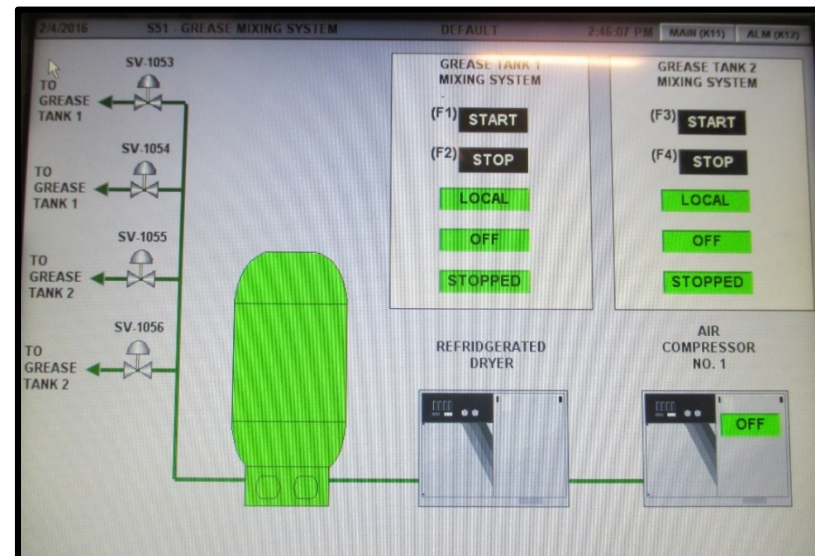 2/4/2016 S51 - GREASE MIXING SYSTEM DEFAULT 2:46:07 PM MAIN (K11) ALM (K12)
SV-1053
TO
GREASE
TANK 1
SV-1054
TO
GREASE
TANK 1
SV-1055
TO
GREASE
TANK 2
SV-1056
TO
GREASE
TANK 2
GREASE TANK 1
MIXING SYSTEM
(F1) START
(F2) STOP
LOCAL
OFF
STOPPED
GREASE TANK 2
MIXING SYSTEM
(F3) START
(F4) STOP
LOCAL
OFF
STOPPED
REFRIDGERATED
DRYER
AIR
COMPRESSOR
NO. 1
OFF